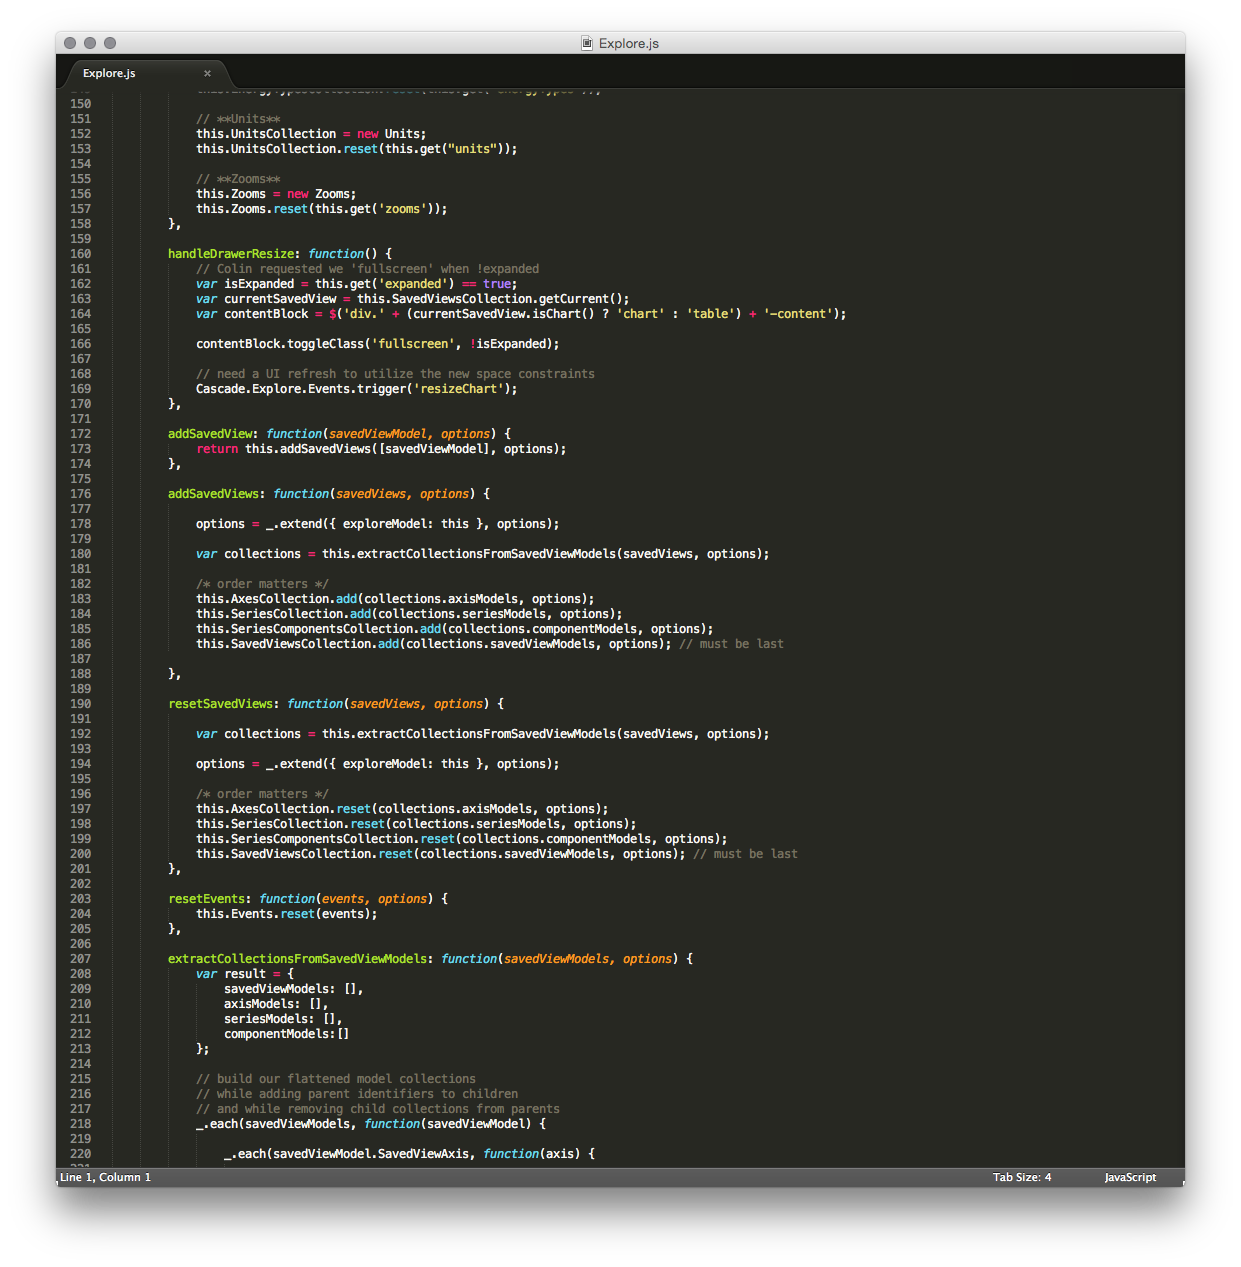 Explore.js
Explore.js ×
150
151 // **Units**
152 this.UnitsCollection = new Units;
153 this.UnitsCollection.reset(this.get("units"));
154
155 // **Zooms**
156 this.Zooms = new Zooms;
157 this.Zooms.reset(this.get('zooms'));
158 },
159
160 handleDrawerResize: function() {
161 // Colin requested we 'fullscreen' when !expanded
162 var isExpanded = this.get('expanded') == true;
163 var currentSavedView = this.SavedViewsCollection.getCurrent();
164 var contentBlock = $('div.' + (currentSavedView.isChart() ? 'chart' : 'table') + '-content');
165
166 contentBlock.toggleClass('fullscreen', !isExpanded);
167
168 // need a UI refresh to utilize the new space constraints
169 Cascade.Explore.Events.trigger('resizeChart');
170 },
171
172 addSavedView: function(savedViewModel, options) {
173 return this.addSavedViews([savedViewModel], options);
174 },
175
176 addSavedViews: function(savedViews, options) {
177
178 options = _.extend({ exploreModel: this }, options);
179
180 var collections = this.extractCollectionsFromSavedViewModels(savedViews, options);
181
182 /* order matters */
183 this.AxesCollection.add(collections.axisModels, options);
184 this.SeriesCollection.add(collections.seriesModels, options);
185 this.SeriesComponentsCollection.add(collections.componentModels, options);
186 this.SavedViewsCollection.add(collections.savedViewModels, options); // must be last
187
188 },
189
190 resetSavedViews: function(savedViews, options) {
191
192 var collections = this.extractCollectionsFromSavedViewModels(savedViews, options);
193
194 options = _.extend({ exploreModel: this }, options);
195
196 /* order matters */
197 this.AxesCollection.reset(collections.axisModels, options);
198 this.SeriesCollection.reset(collections.seriesModels, options);
199 this.SeriesComponentsCollection.reset(collections.componentModels, options);
200 this.SavedViewsCollection.reset(collections.savedViewModels, options); // must be last
201 },
202
203 resetEvents: function(events, options) {
204 this.Events.reset(events);
205 },
206
207 extractCollectionsFromSavedViewModels: function(savedViewModels, options) {
208 var result = {
209 savedViewModels: [],
210 axisModels: [],
211 seriesModels: [],
212 componentModels:[]
213 };
214
215 // build our flattened model collections
216 // while adding parent identifiers to children
217 // and while removing child collections from parents
218 _.each(savedViewModels, function(savedViewModel) {
219
220 _.each(savedViewModel.SavedViewAxis, function(axis) {
Line 1, Column 1 Tab Size: 4 JavaScript